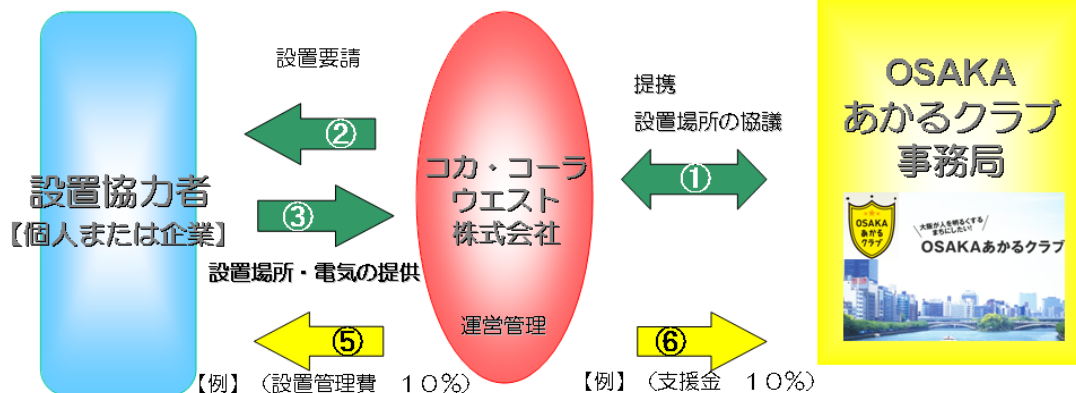 設置協力者
【個人または企業】
設置要請
②
③
設置場所・電気の提供
⑤
【例】（設置管理費　１０％）
コカ・コーラ
ウエスト
株式会社
運営管理
提携
設置場所の協議
①
⑥
【例】（支援金　１０％）
OSAKA
あかるクラブ
事務局
OSAKA
あかる
クラブ
大阪が人を明るくする
まちにしたい!
OSAKAあかるクラブ